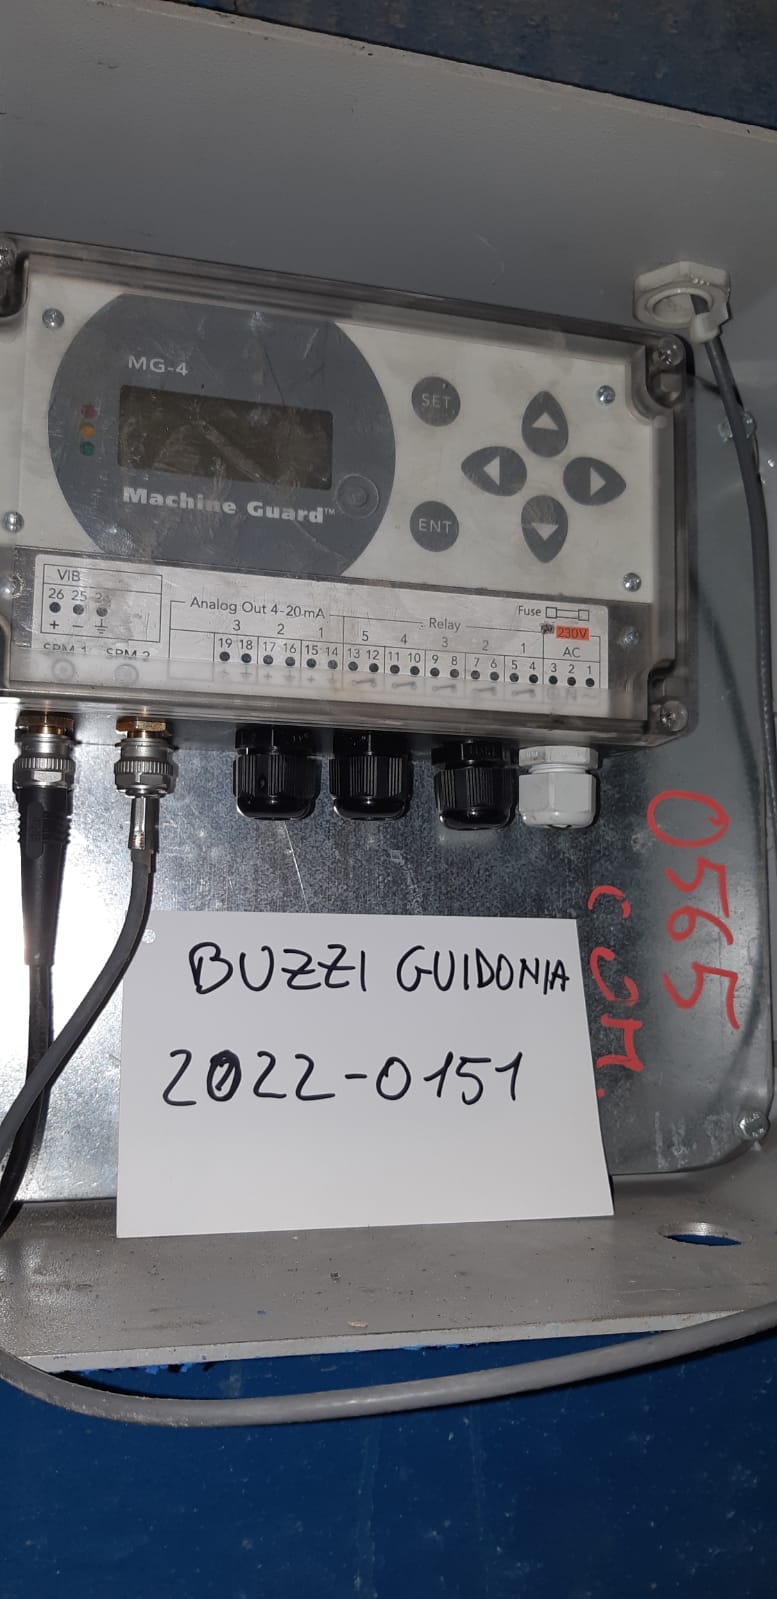 MG-4
SET
Machine Guard™
ENT
VIB
26 25 24
+ − ⏚
SPM 1 SPM 2
Analog Out 4-20 mA
3 2 1
19 18 17 16 15 14
Relay
5 4 3 2 1
13 12 11 10 9 8 7 6 5 4
Fuse
230V
AC
3 2 1
0565
COM.
BUZZI GUIDONIA
2022-0151